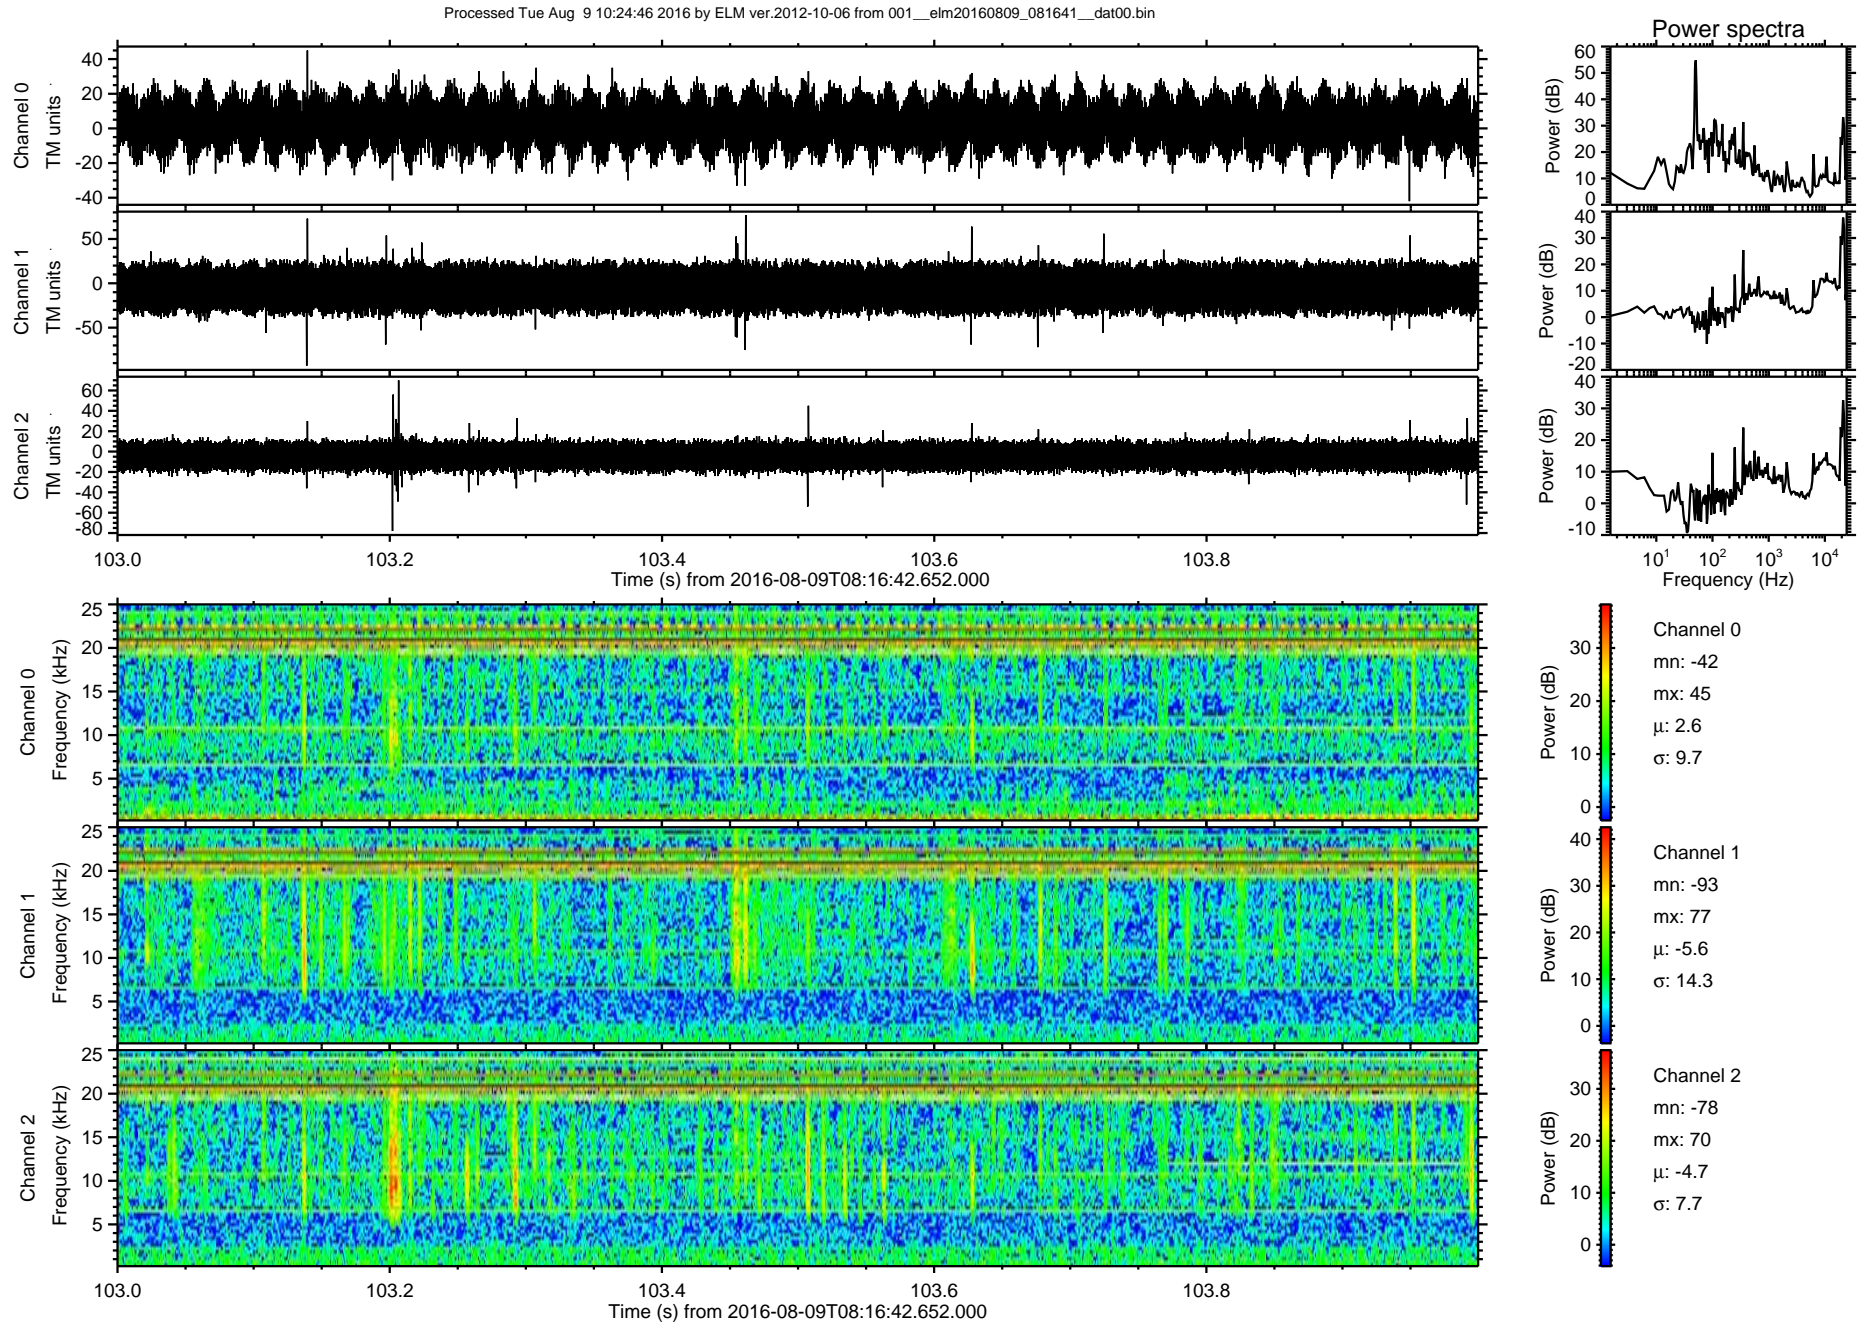 Processed Tue Aug  9 10:24:46 2016 by ELM ver.2012-10-06 from 001__elm20160809_081641__dat00.bin
Power spectra
Channel 0
TM units
40
20
0
-20
-40
Power (dB)
60
50
40
30
20
10
0
Channel 1
TM units
50
0
-50
Power (dB)
40
30
20
10
0
-10
-20
Channel 2
TM units
60
40
20
0
-20
-40
-60
-80
Power (dB)
40
30
20
10
0
-10
103.0 103.2 103.4 103.6 103.8
Time (s) from 2016-08-09T08:16:42.652.000
10¹ 10² 10³ 10⁴
Frequency (Hz)
Channel 0
Frequency (kHz)
25
20
15
10
5
Power (dB)
30
20
10
0
Channel 0
mn: -42
mx: 45
μ: 2.6
σ: 9.7
Channel 1
Frequency (kHz)
25
20
15
10
5
Power (dB)
40
30
20
10
0
Channel 1
mn: -93
mx: 77
μ: -5.6
σ: 14.3
Channel 2
Frequency (kHz)
25
20
15
10
5
Power (dB)
30
20
10
0
Channel 2
mn: -78
mx: 70
μ: -4.7
σ: 7.7
103.0 103.2 103.4 103.6 103.8
Time (s) from 2016-08-09T08:16:42.652.000